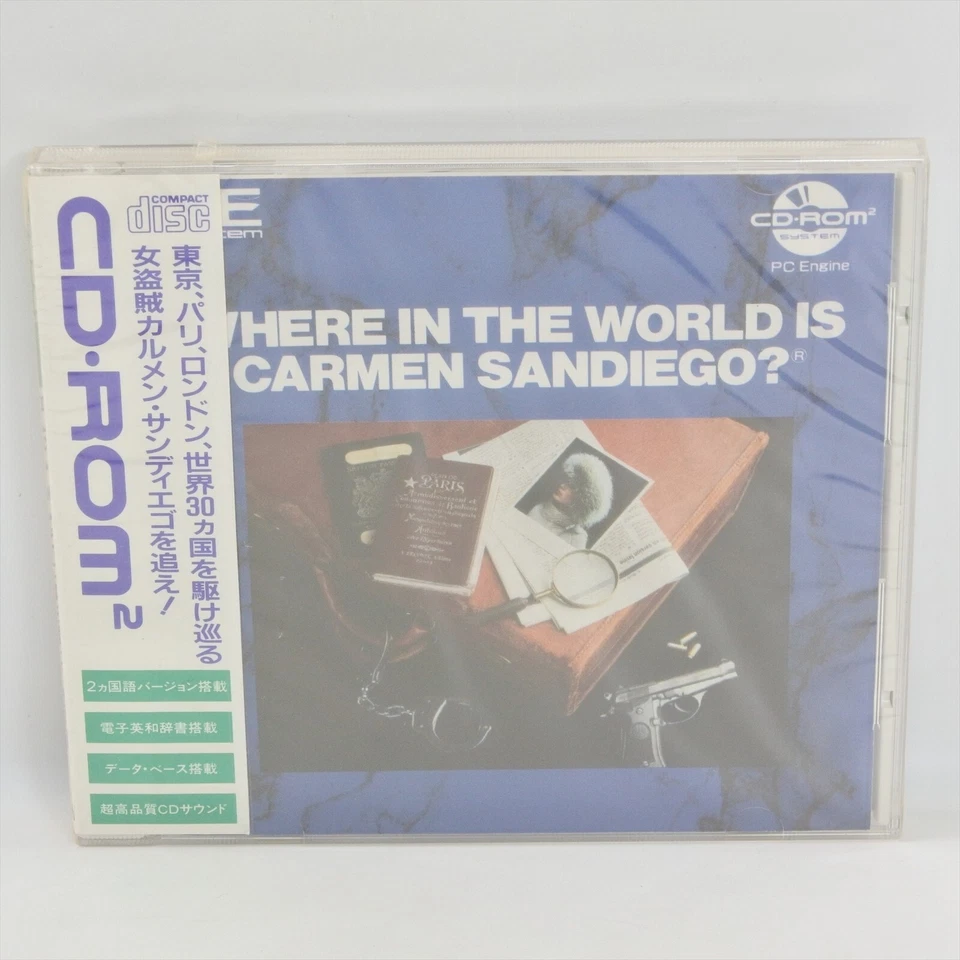 COMPACT
disc
CD・ROM²
東京、パリ、ロンドン、世界30ヵ国を駆け巡る
女盗賊カルメン・サンディエゴを追え!
2ヵ国語バージョン搭載
電子英和辞書搭載
データ・ベース搭載
超高品質CDサウンド
E
tem
CD·ROM²
SYSTEM
PC Engine
WHERE IN THE WORLD IS
CARMEN SANDIEGO?®
PARIS